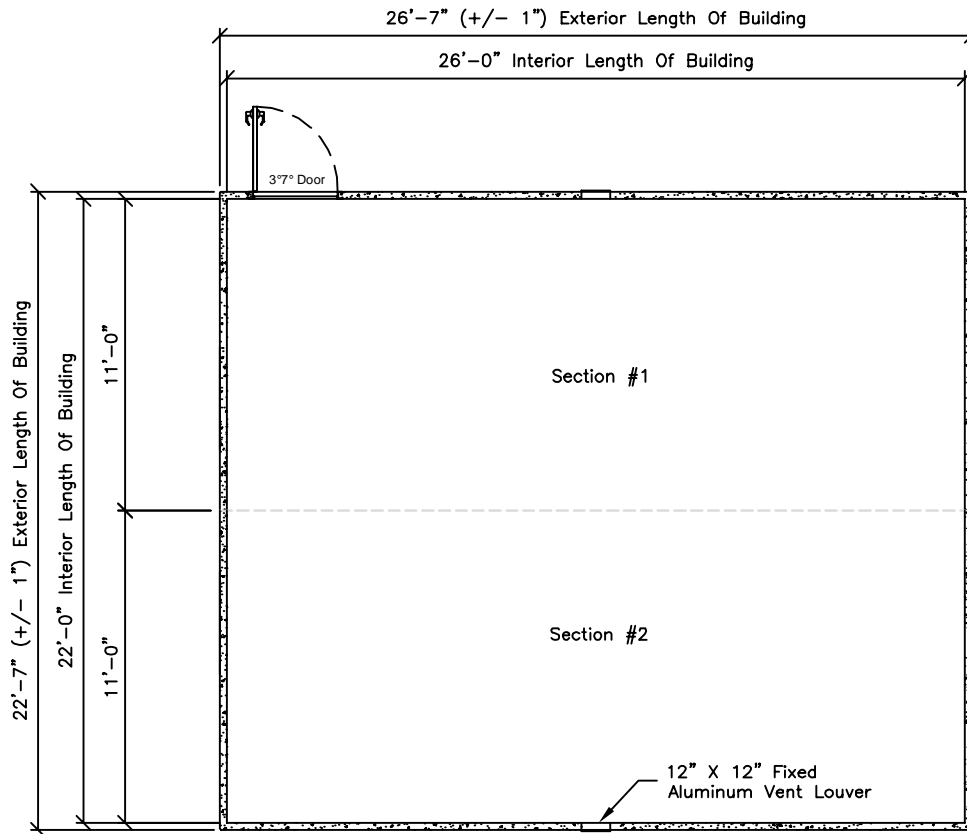 26'-7" (+/- 1") Exterior Length Of Building
26'-0" Interior Length Of Building
3°7° Door
22'-7" (+/- 1") Exterior Length Of Building
22'-0" Interior Length Of Building
11'-0"
11'-0"
Section #1
Section #2
12" X 12" Fixed
Aluminum Vent Louver